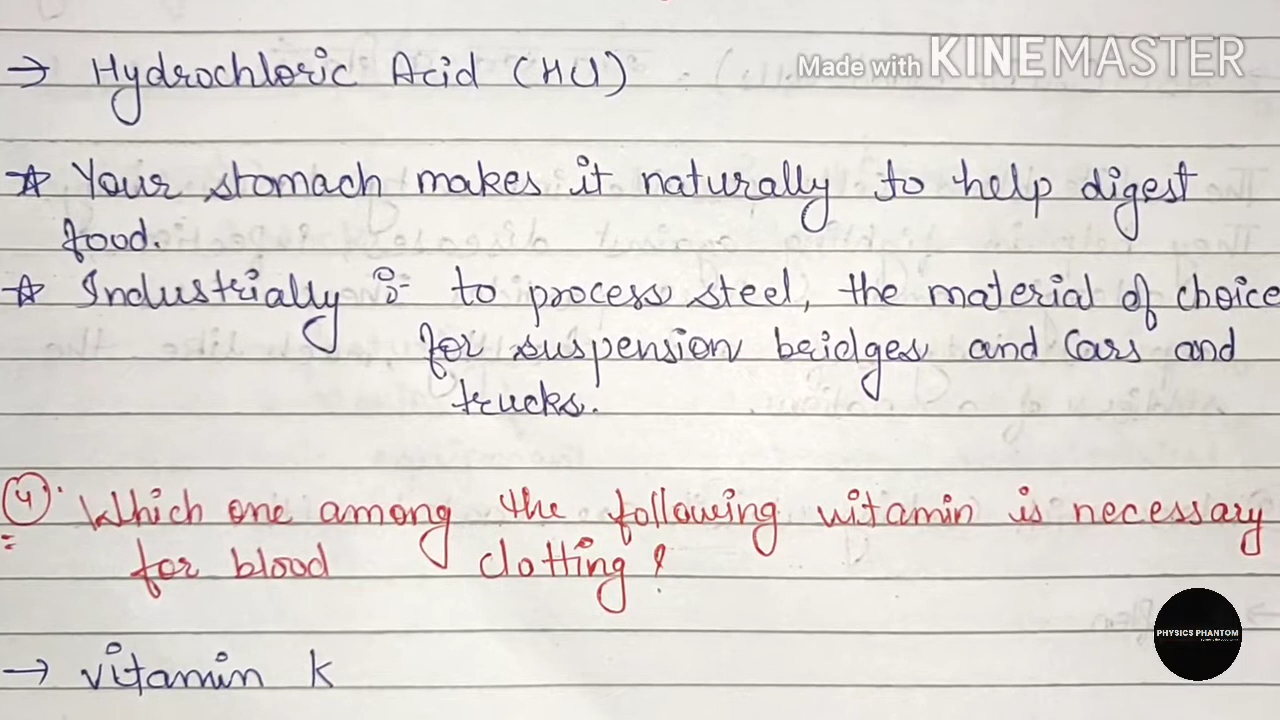 Made with KINEMASTER
→ Hydrochloric Acid (HCl)
☆ Your stomach makes it naturally to help digest
food.
☆ Industrially :- to process steel, the material of choice
for suspension bridges and Cars and
trucks.
4. Which one among the following vitamin is necessary
for blood clotting ?
PHYSICS PHANTOM
→ vitamin K